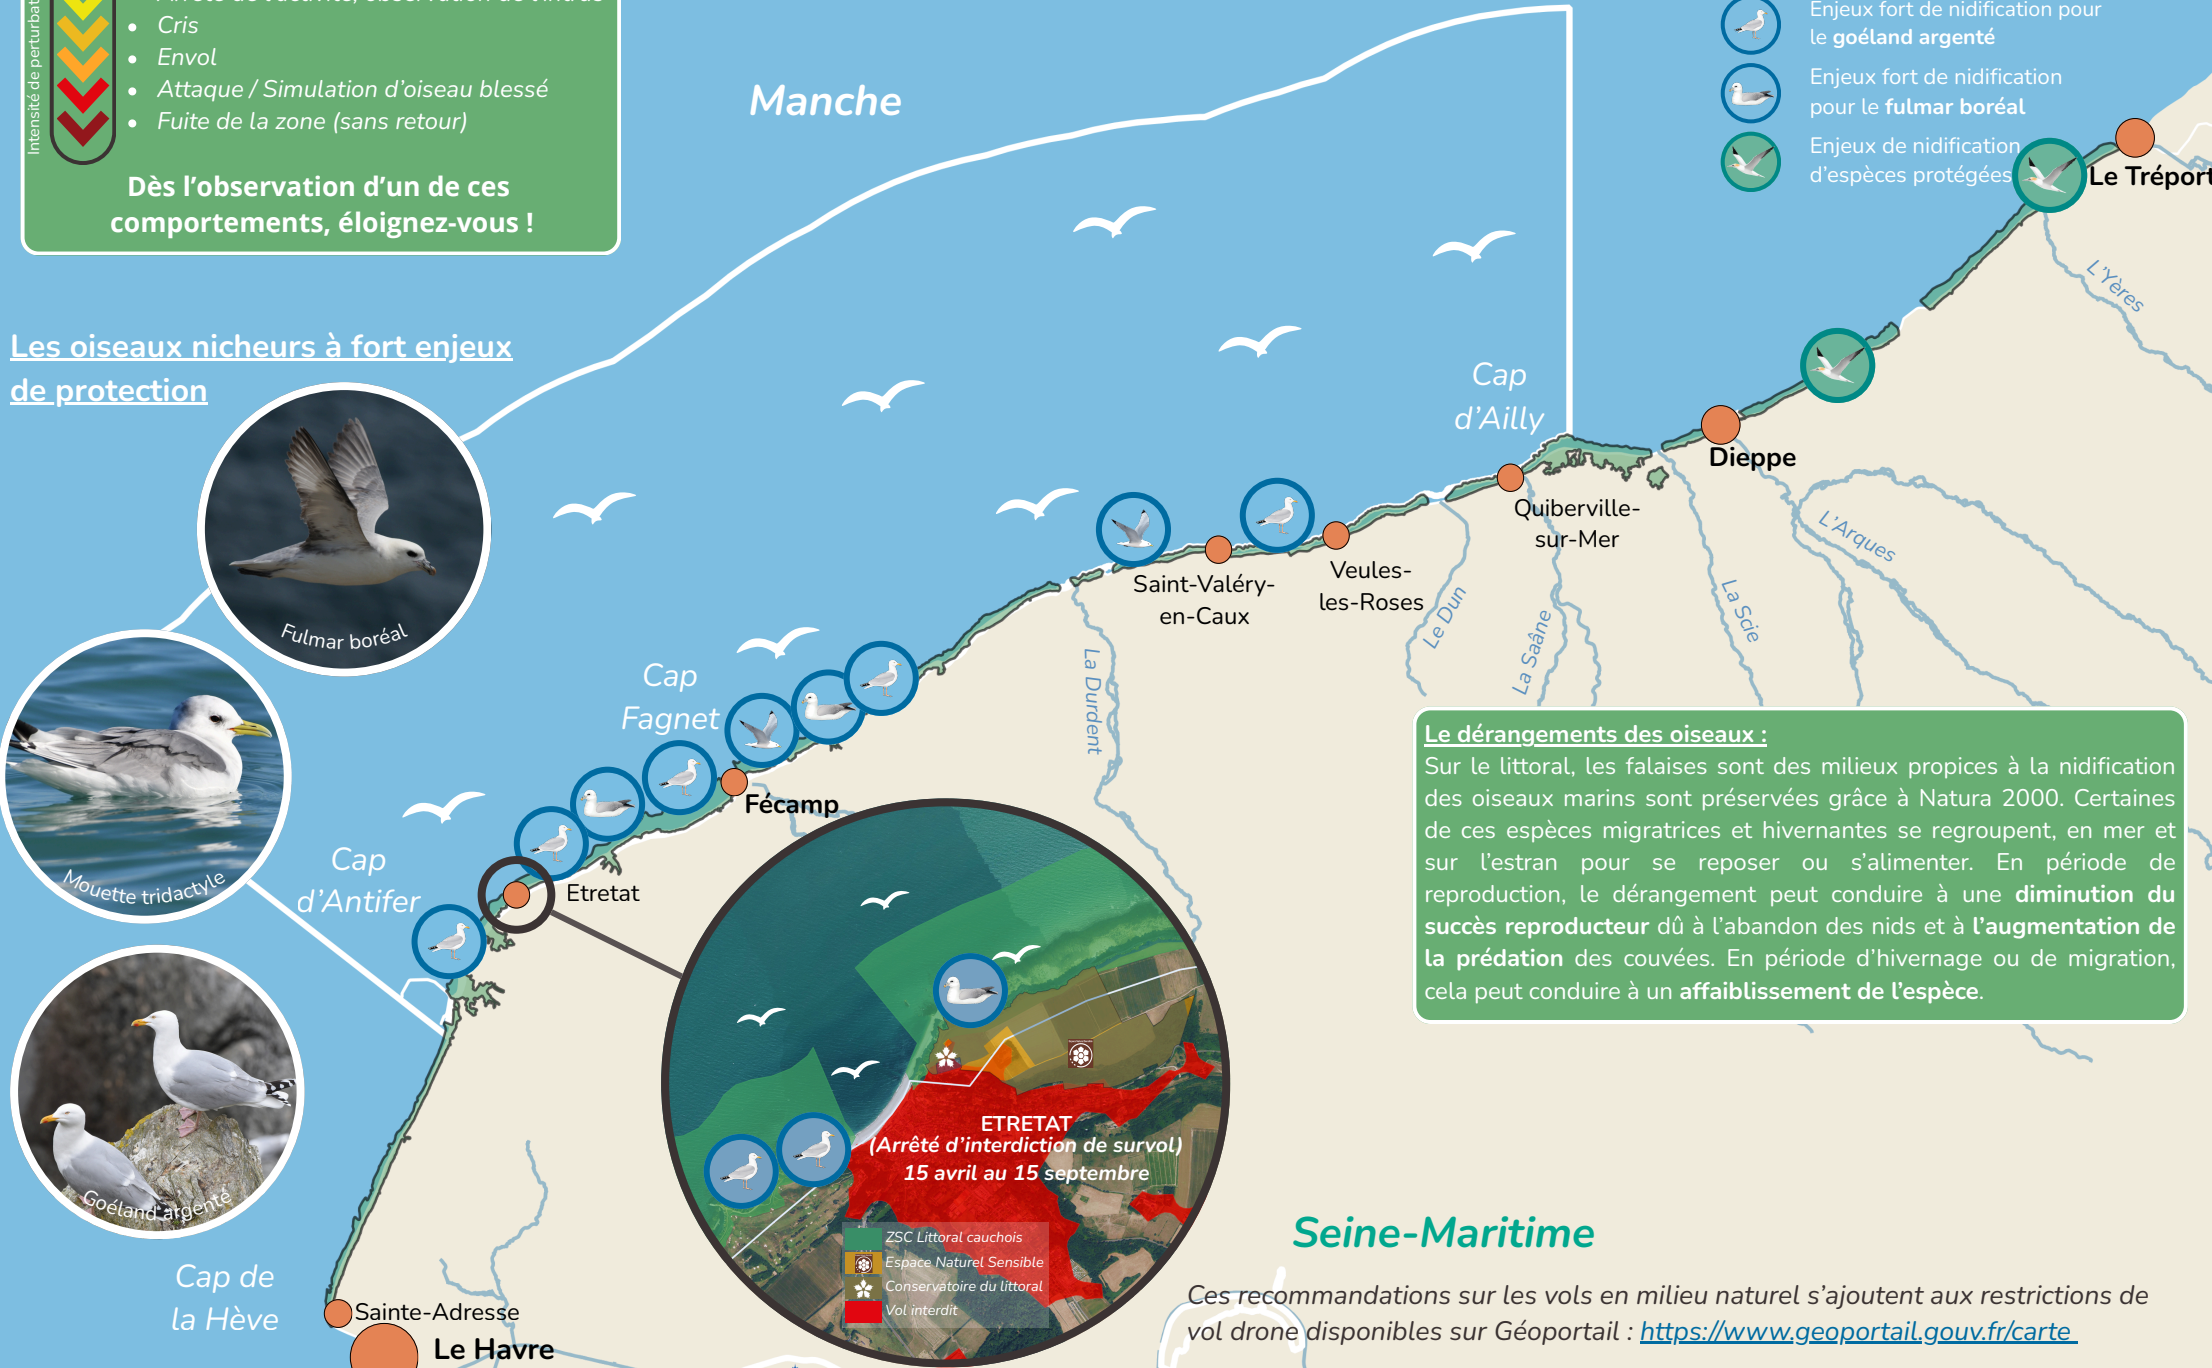 Intensité de perturbat
Arrêts de l'activité, observation de l'intrus
• Cris
• Envol
• Attaque / Simulation d'oiseau blessé
• Fuite de la zone (sans retour)
Dès l'observation d'un de ces
comportements, éloignez-vous !
Manche
Enjeux fort de nidification pour
le goéland argenté
Enjeux fort de nidification
pour le fulmar boréal
Enjeux de nidification
d'espèces protégées
Le Tréport
L'Yères
Les oiseaux nicheurs à fort enjeux
de protection
Fulmar boréal
Mouette tridactyle
Goéland argenté
Cap
d'Ailly
Dieppe
Quiberville-
sur-Mer
L'Arques
Saint-Valéry-
en-Caux
Veules-
les-Roses
Le Dun
La Saâne
La Scie
La Durdent
Cap
Fagnet
Fécamp
Cap
d'Antifer
Etretat
Le dérangements des oiseaux :
Sur le littoral, les falaises sont des milieux propices à la nidification
des oiseaux marins sont préservées grâce à Natura 2000. Certaines
de ces espèces migratrices et hivernantes se regroupent, en mer et
sur l'estran pour se reposer ou s'alimenter. En période de
reproduction, le dérangement peut conduire à une diminution du
succès reproducteur dû à l'abandon des nids et à l'augmentation de
la prédation des couvées. En période d'hivernage ou de migration,
cela peut conduire à un affaiblissement de l'espèce.
ETRETAT
(Arrêté d'interdiction de survol)
15 avril au 15 septembre
ZSC Littoral cauchois
Espace Naturel Sensible
Conservatoire du littoral
Vol interdit
Cap de
la Hève
Sainte-Adresse
Le Havre
Seine-Maritime
Ces recommandations sur les vols en milieu naturel s'ajoutent aux restrictions de
vol drone disponibles sur Géoportail : https://www.geoportail.gouv.fr/carte